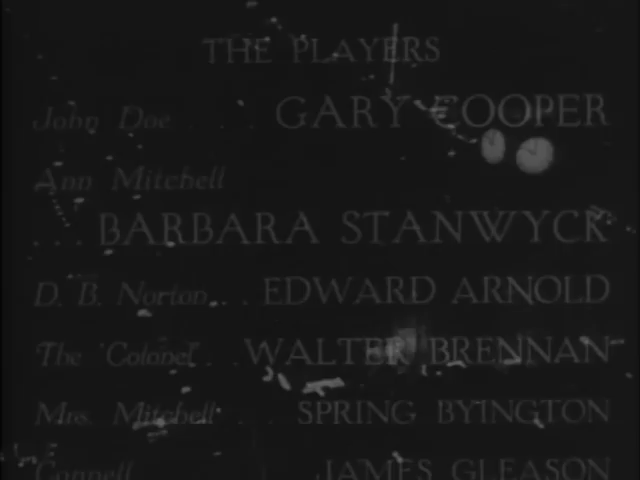 THE PLAYERS
John Doe . . . GARY COOPER
Ann Mitchell
. . . BARBARA STANWYCK
D. B. Norton . . . EDWARD ARNOLD
The 'Colonel' . . WALTER BRENNAN
Mrs. Mitchell . . SPRING BYINGTON
Connell JAMES GLEASON